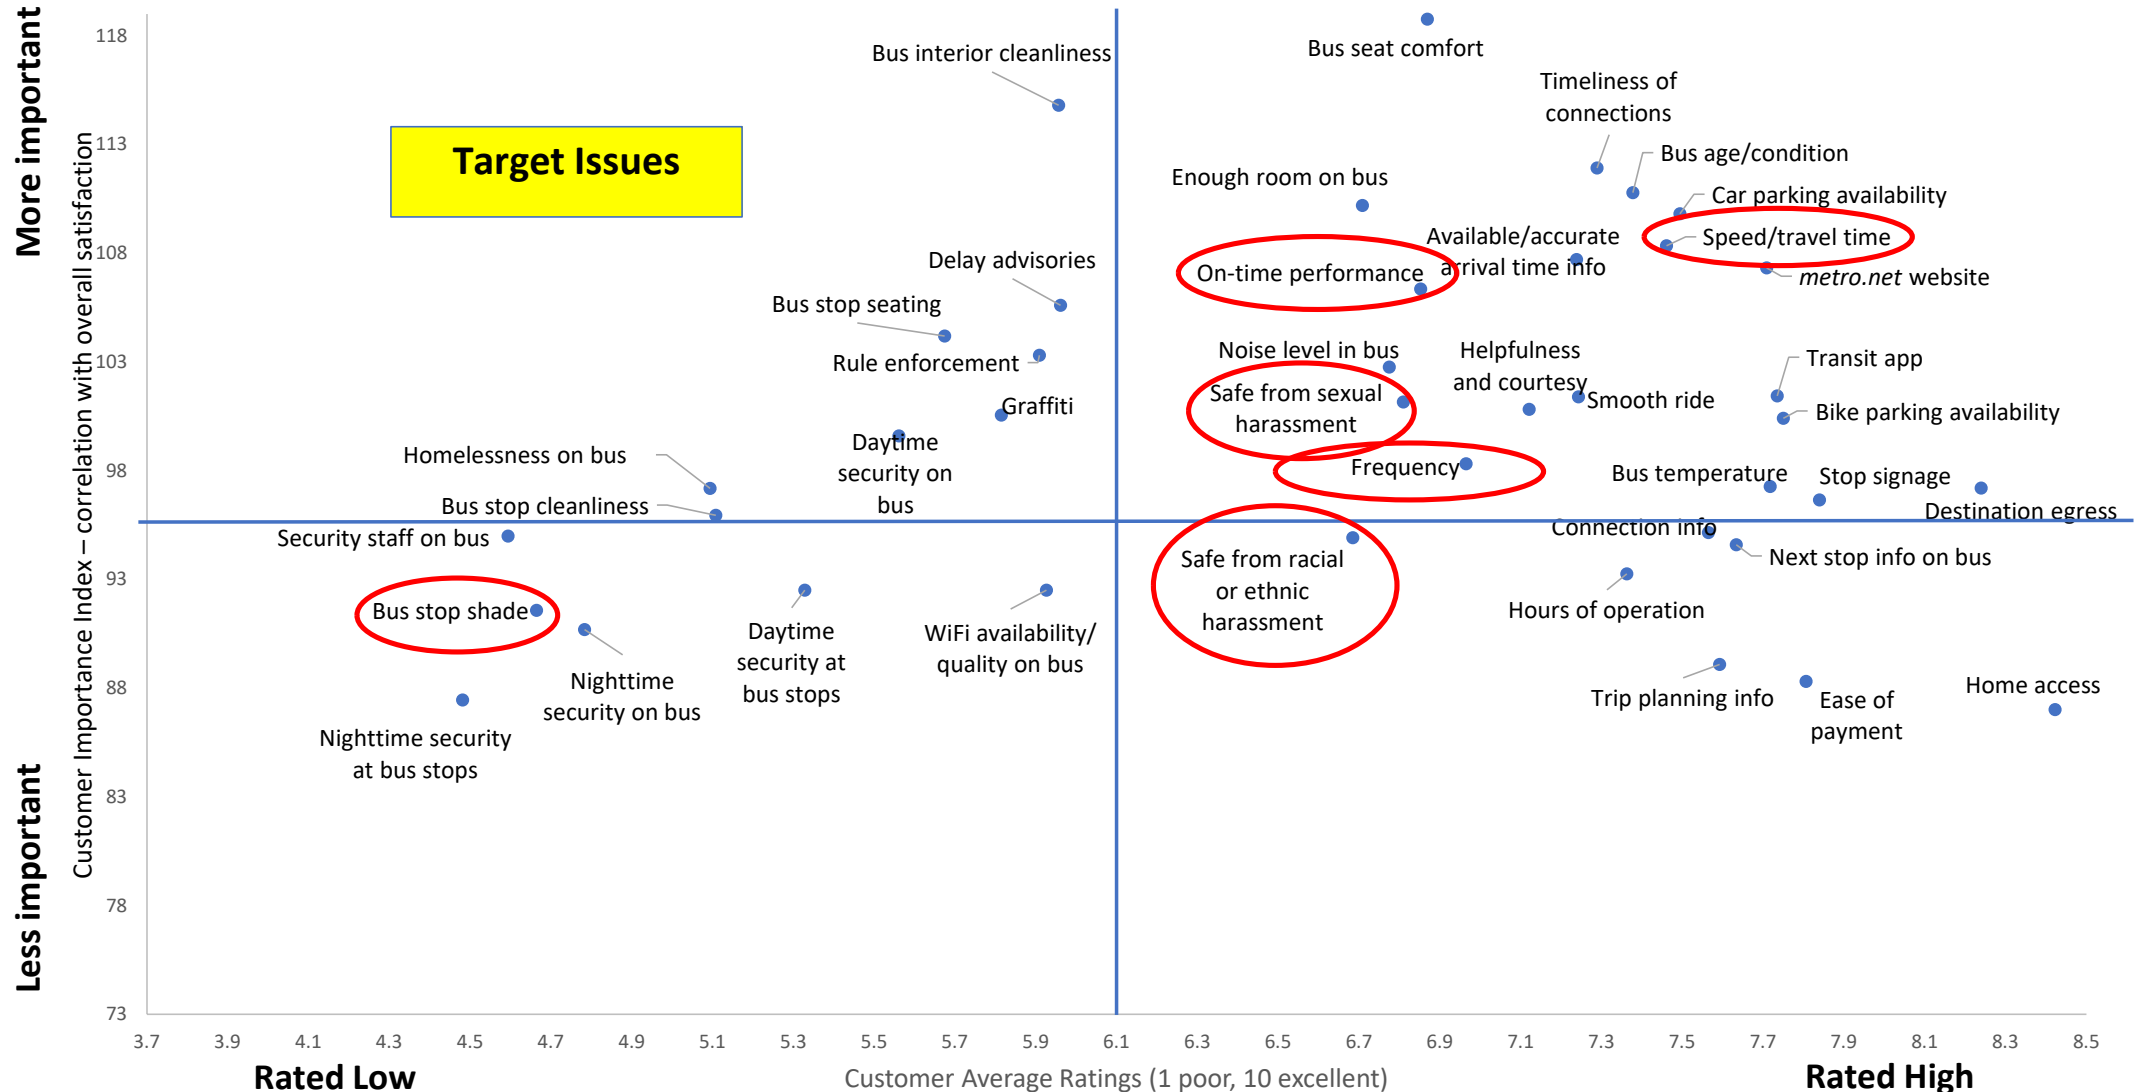 More important
Less important
Customer Importance Index – correlation with overall satisfaction
118
113
108
103
98
93
88
83
78
73
Target Issues
Bus interior cleanliness
Delay advisories
Bus stop seating
Rule enforcement
Graffiti
Daytime
security on
bus
Homelessness on bus
Bus stop cleanliness
Bus seat comfort
Timeliness of
connections
Bus age/condition
Enough room on bus
Car parking availability
Speed/travel time
Available/accurate
arrival time info
On-time performance
metro.net website
Noise level in bus
Helpfulness
and courtesy
Transit app
Safe from sexual
harassment
Smooth ride
Bike parking availability
Frequency
Bus temperature
Stop signage
Destination egress
Security staff on bus
Bus stop shade
Nighttime
security on bus
Daytime
security at
bus stops
WiFi availability/
quality on bus
Nighttime security
at bus stops
Connection info
Safe from racial
or ethnic
harassment
Next stop info on bus
Hours of operation
Trip planning info
Ease of
payment
Home access
3.7 3.9 4.1 4.3 4.5 4.7 4.9 5.1 5.3 5.5 5.7 5.9 6.1 6.3 6.5 6.7 6.9 7.1 7.3 7.5 7.7 7.9 8.1 8.3 8.5
Rated Low
Customer Average Ratings (1 poor, 10 excellent)
Rated High